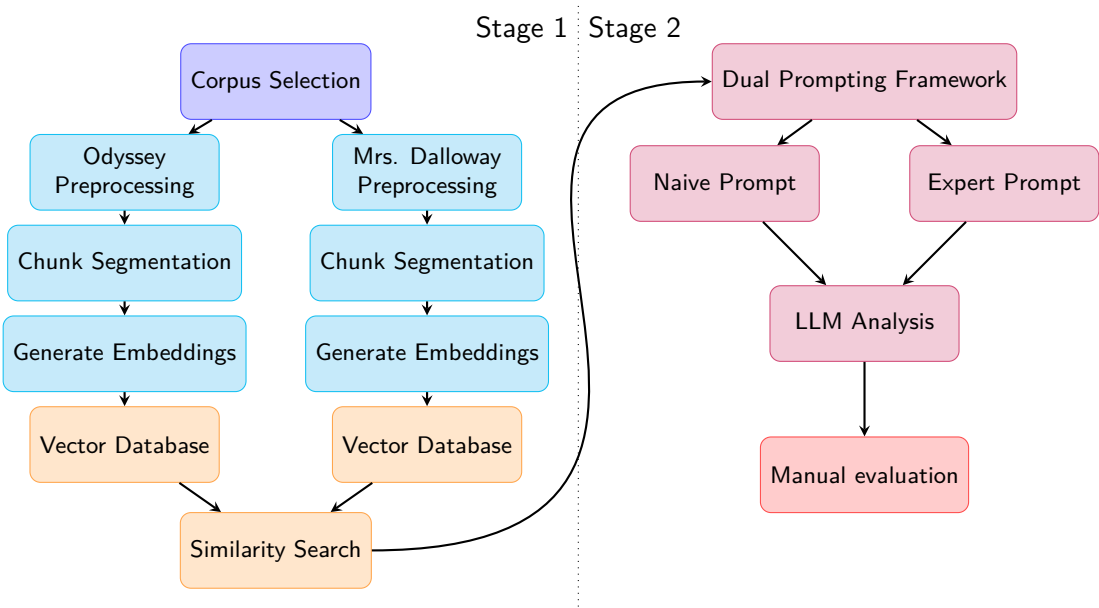 Stage 1
Stage 2
Corpus Selection
Odyssey
Preprocessing
Mrs. Dalloway
Preprocessing
Chunk Segmentation
Chunk Segmentation
Generate Embeddings
Generate Embeddings
Vector Database
Vector Database
Similarity Search
Dual Prompting Framework
Naive Prompt
Expert Prompt
LLM Analysis
Manual evaluation